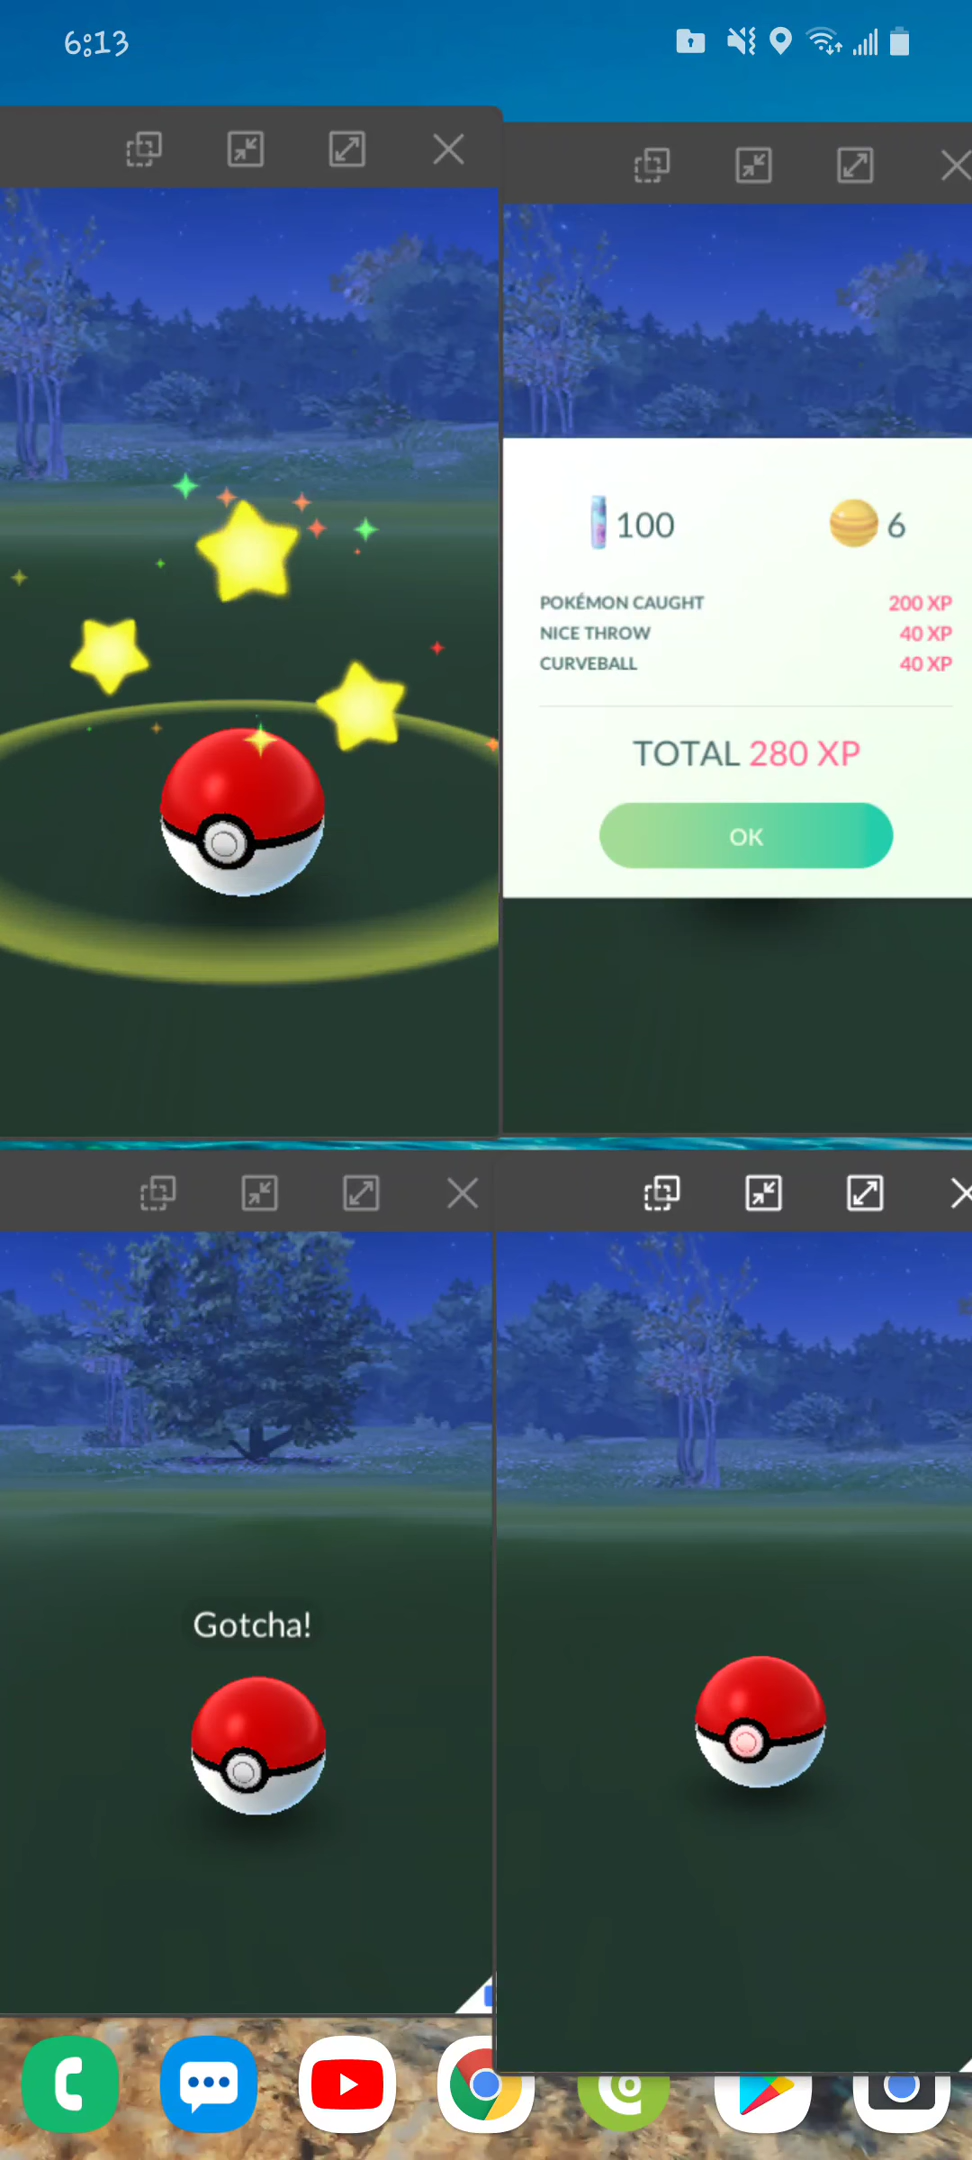 6:13
100
6
POKÉMON CAUGHT 200 XP
NICE THROW 40 XP
CURVEBALL 40 XP
TOTAL 280 XP
OK
Gotcha!